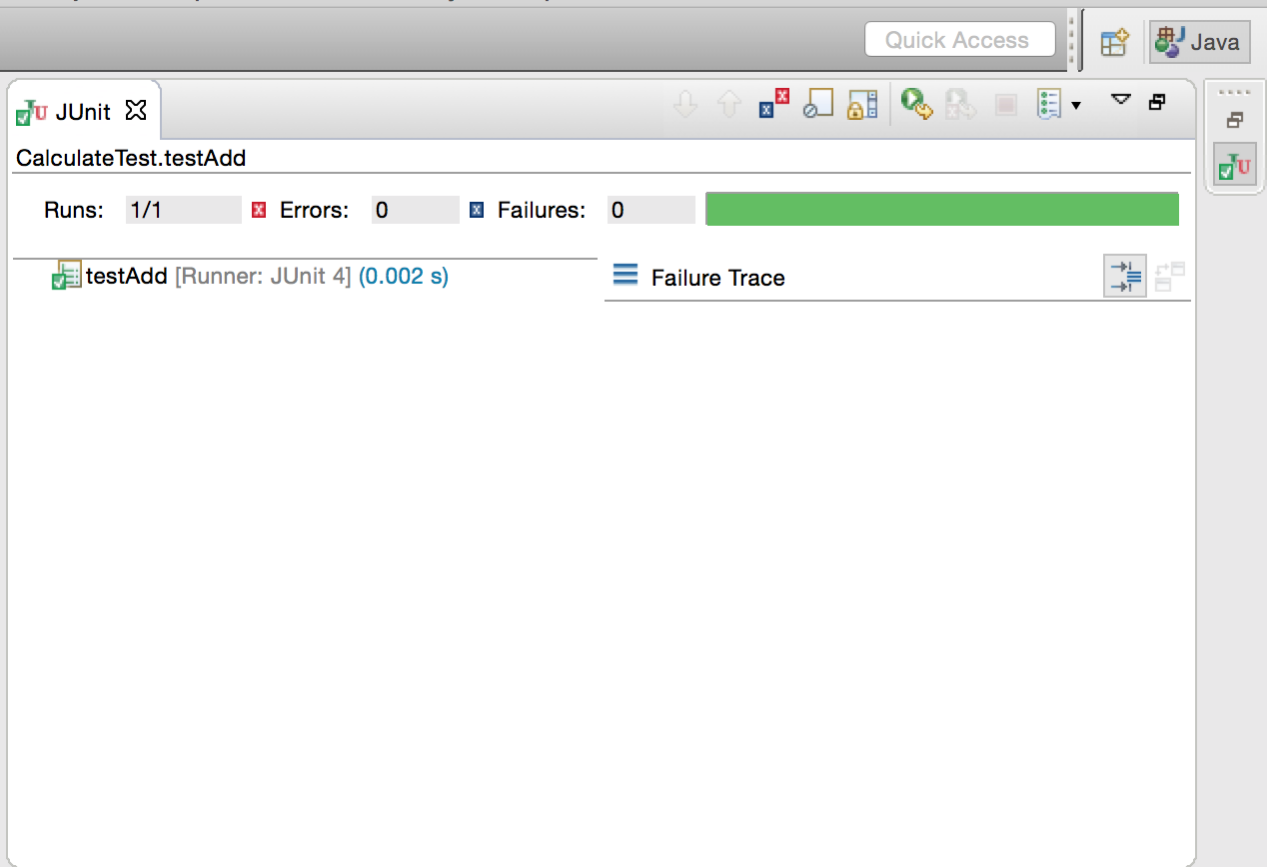 Quick Access
Java
JUnit
CalculateTest.testAdd
Runs: 1/1 Errors: 0 Failures: 0
testAdd [Runner: JUnit 4] (0.002 s)
Failure Trace